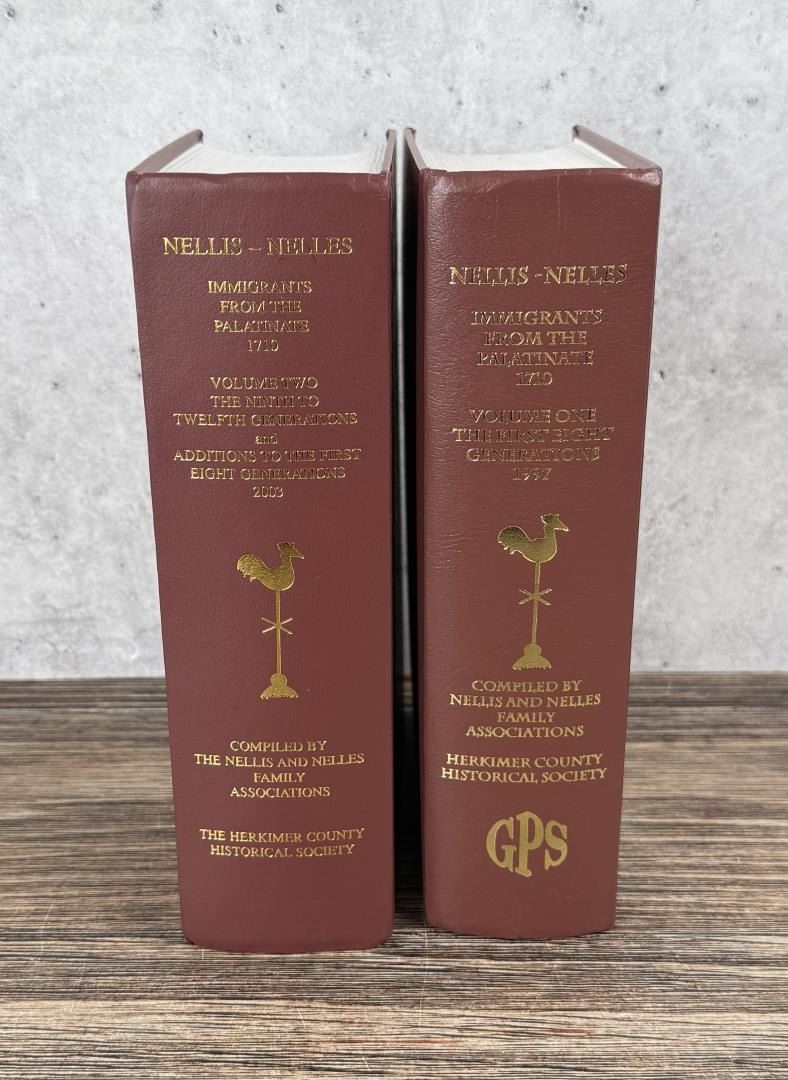 NELLIS – NELLES
IMMIGRANTS
FROM THE
PALATINATE
1710
VOLUME TWO
THE NINTH TO
TWELFTH GENERATIONS
and
ADDITIONS TO THE FIRST
EIGHT GENERATIONS
2003
COMPILED BY
THE NELLIS AND NELLES
FAMILY
ASSOCIATIONS
THE HERKIMER COUNTY
HISTORICAL SOCIETY
NELLIS -NELLES
IMMIGRANTS
FROM THE
PALATINATE
1710
VOLUME ONE
THE FIRST EIGHT
GENERATIONS
1997
COMPILED BY
NELLIS AND NELLES
FAMILY
ASSOCIATIONS
HERKIMER COUNTY
HISTORICAL SOCIETY
GPS